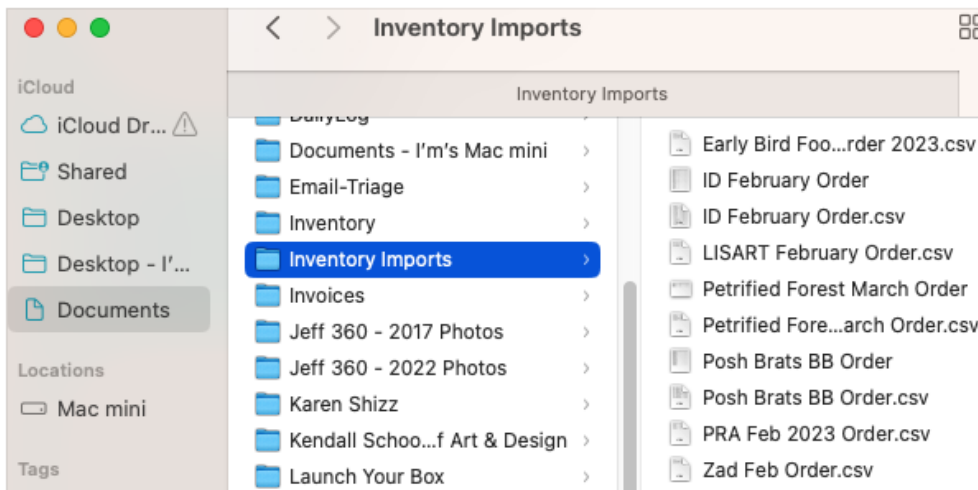 Inventory Imports
Inventory Imports
iCloud
iCloud Dr...
Shared
Desktop
Desktop - I'...
Documents
Locations
Mac mini
Tags
DailyLog
Documents - I'm's Mac mini
Email-Triage
Inventory
Inventory Imports
Invoices
Jeff 360 - 2017 Photos
Jeff 360 - 2022 Photos
Karen Shizz
Kendall Schoo...f Art & Design
Launch Your Box
Early Bird Foo...rder 2023.csv
ID February Order
ID February Order.csv
LISART February Order.csv
Petrified Forest March Order
Petrified Fore...arch Order.csv
Posh Brats BB Order
Posh Brats BB Order.csv
PRA Feb 2023 Order.csv
Zad Feb Order.csv